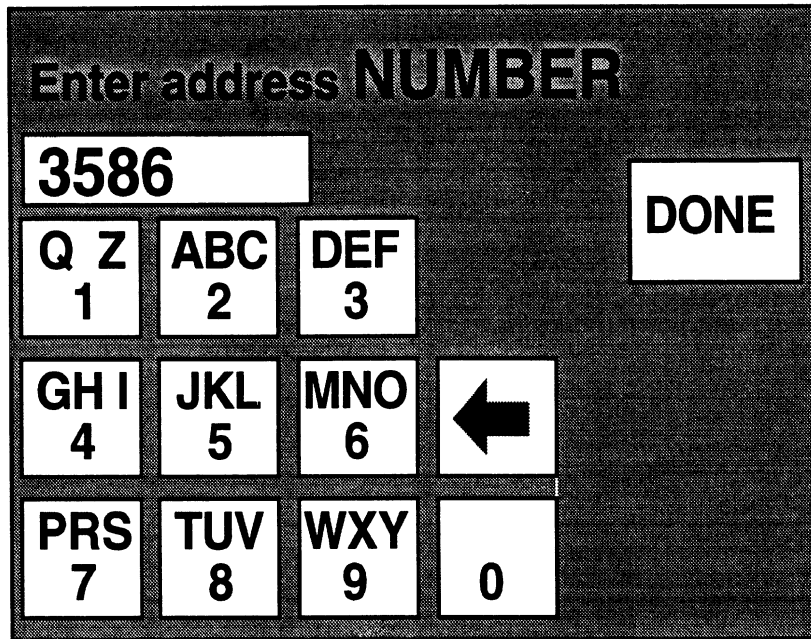 Enter address NUMBER
3586
DONE
Q Z ABC DEF
1 2 3
GH I JKL MNO
4 5 6
PRS TUV WXY
7 8 9 0